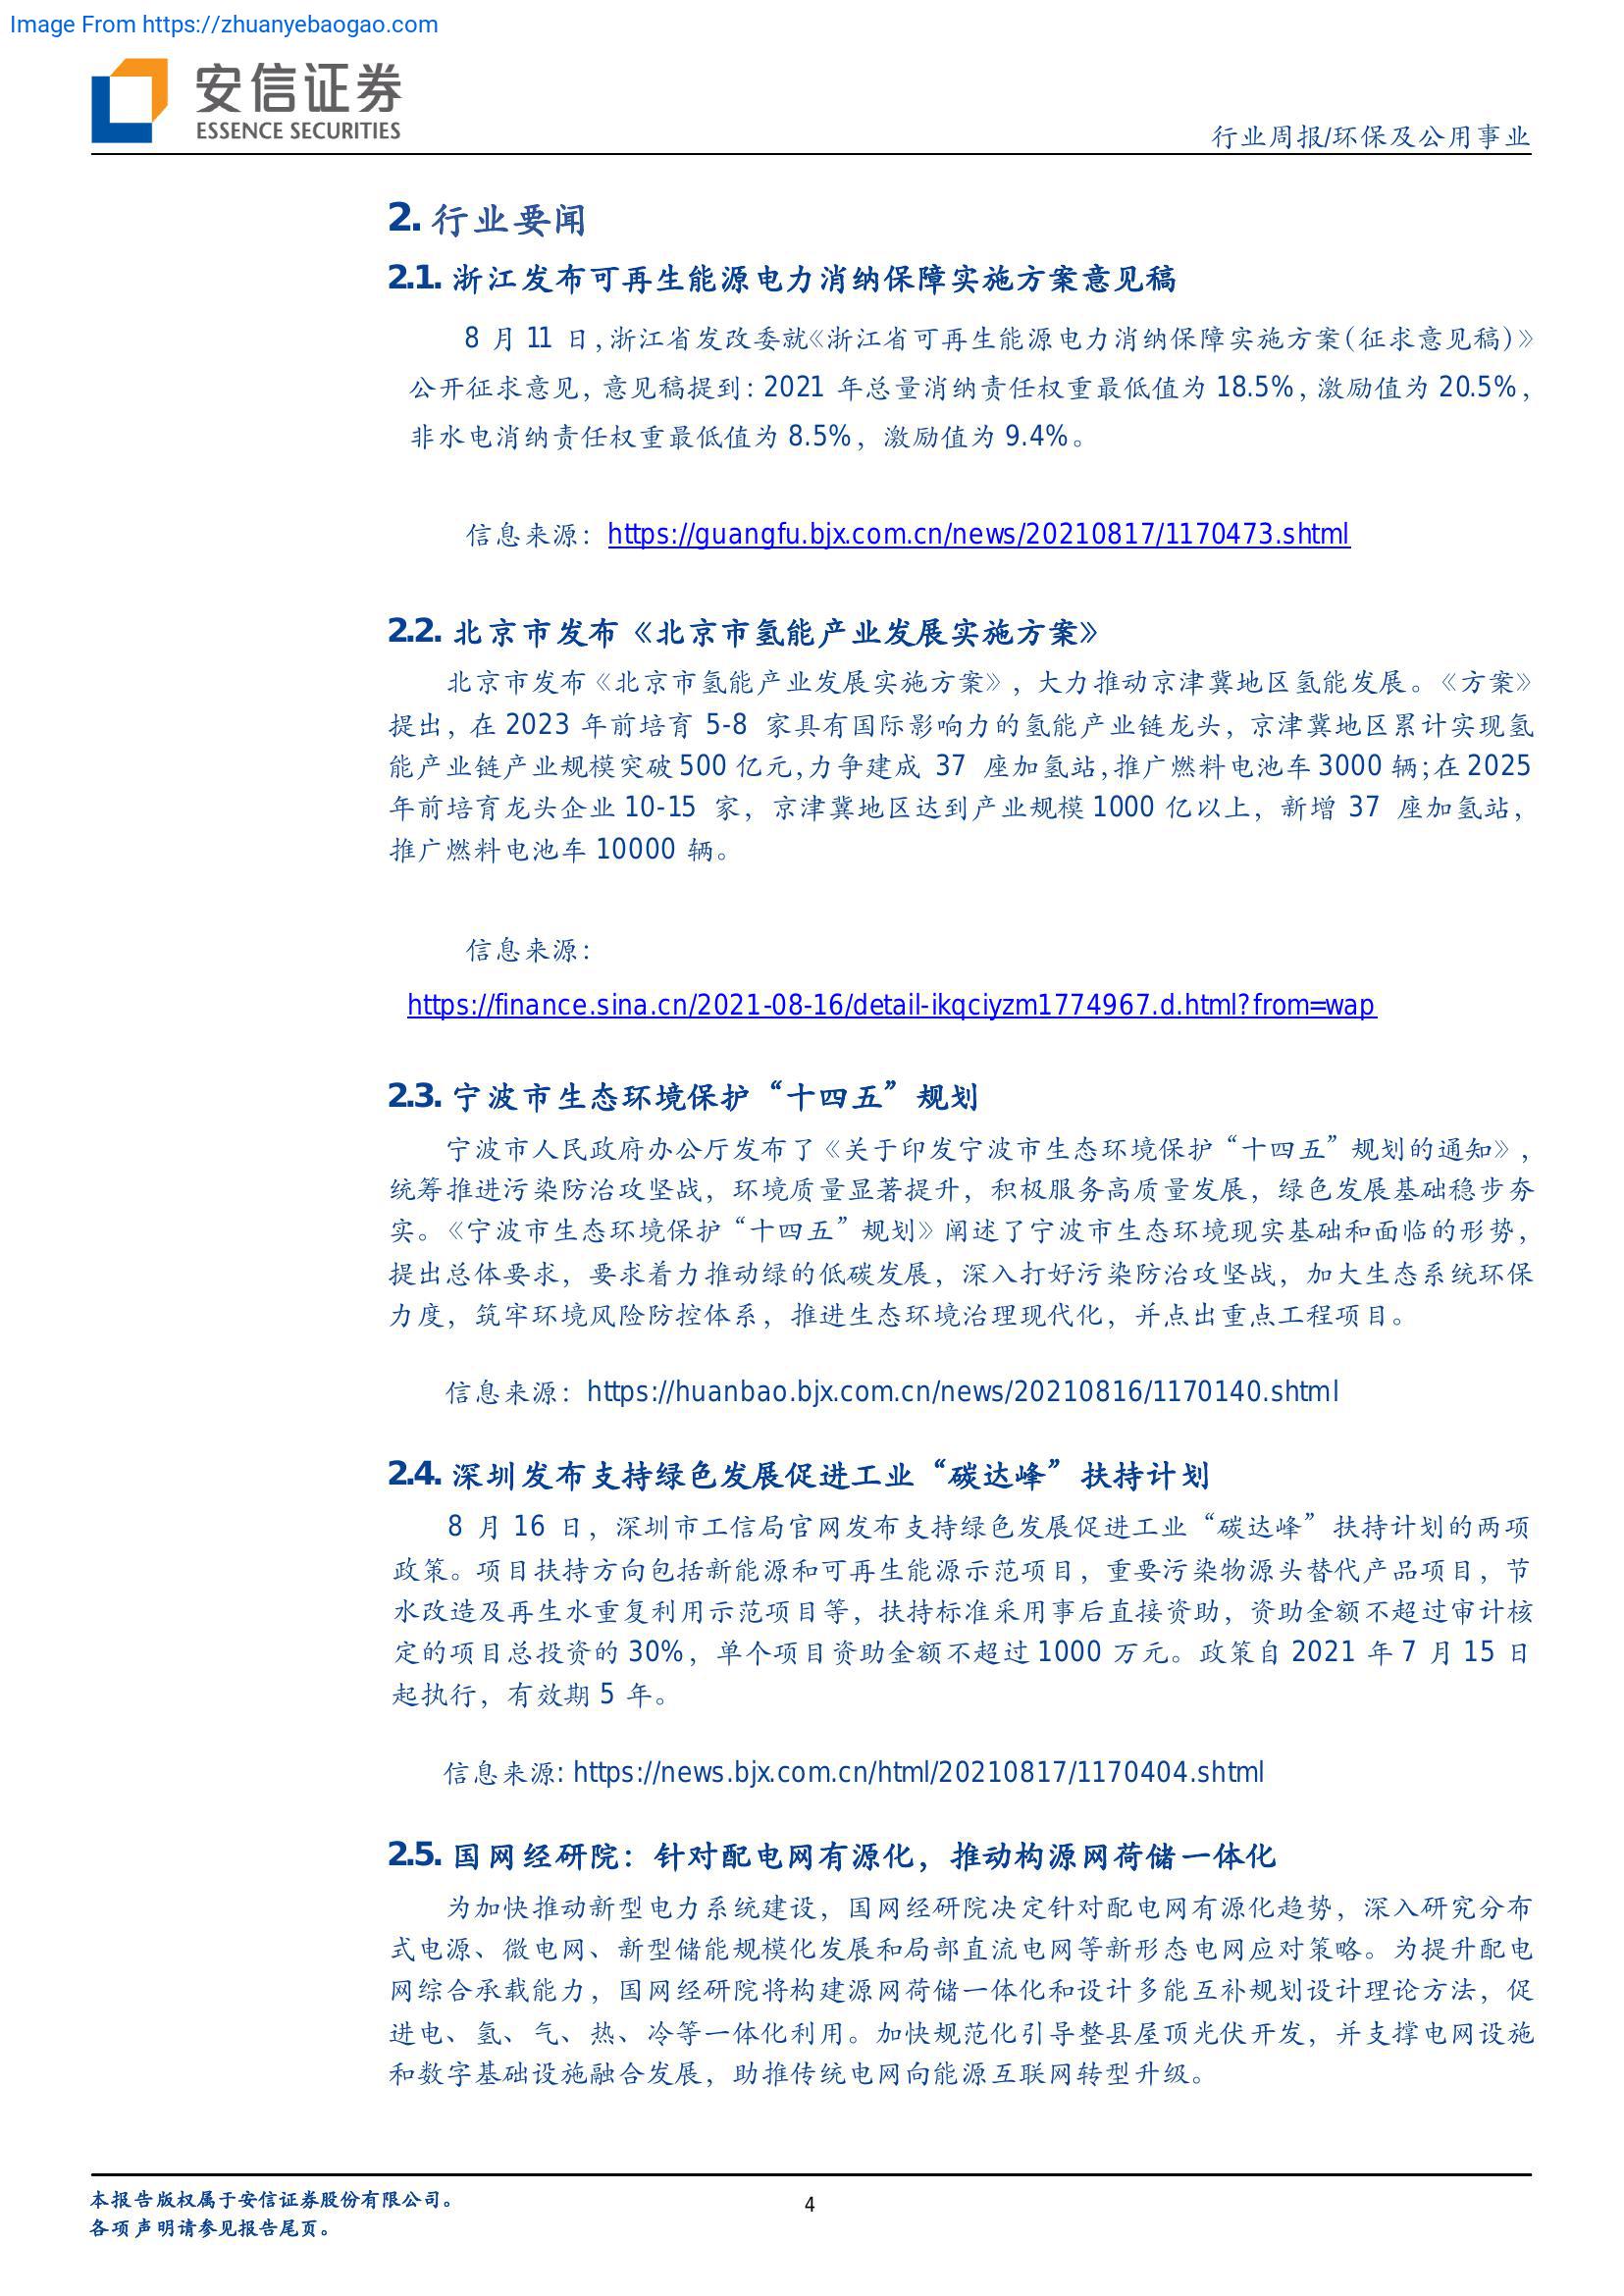 Image From https://zhuanyebaogao.com
安信证券
ESSENCE SECURITIES
行业周报/环保及公用事业
2. 行业要闻
2.1. 浙江发布可再生能源电力消纳保障实施方案意见稿
8 月 11 日，浙江省发改委就《浙江省可再生能源电力消纳保障实施方案(征求意见稿)》
公开征求意见，意见稿提到：2021 年总量消纳责任权重最低值为 18.5%，激励值为 20.5%，
非水电消纳责任权重最低值为 8.5%，激励值为 9.4%。
信息来源：https://guangfu.bjx.com.cn/news/20210817/1170473.shtml
2.2. 北京市发布《北京市氢能产业发展实施方案》
北京市发布《北京市氢能产业发展实施方案》，大力推动京津冀地区氢能发展。《方案》
提出，在 2023 年前培育 5-8 家具有国际影响力的氢能产业链龙头，京津冀地区累计实现氢
能产业链产业规模突破 500 亿元，力争建成 37 座加氢站，推广燃料电池车 3000 辆；在 2025
年前培育龙头企业 10-15 家，京津冀地区达到产业规模 1000 亿以上，新增 37 座加氢站，
推广燃料电池车 10000 辆。
信息来源：
https://finance.sina.cn/2021-08-16/detail-ikqciyzm1774967.d.html?from=wap
2.3. 宁波市生态环境保护“十四五”规划
宁波市人民政府办公厅发布了《关于印发宁波市生态环境保护“十四五”规划的通知》，
统筹推进污染防治攻坚战，环境质量显著提升，积极服务高质量发展，绿色发展基础稳步夯
实。《宁波市生态环境保护“十四五”规划》阐述了宁波市生态环境现实基础和面临的形势，
提出总体要求，要求着力推动绿的低碳发展，深入打好污染防治攻坚战，加大生态系统环保
力度，筑牢环境风险防控体系，推进生态环境治理现代化，并点出重点工程项目。
信息来源：https://huanbao.bjx.com.cn/news/20210816/1170140.shtml
2.4. 深圳发布支持绿色发展促进工业“碳达峰”扶持计划
8 月 16 日，深圳市工信局官网发布支持绿色发展促进工业“碳达峰”扶持计划的两项
政策。项目扶持方向包括新能源和可再生能源示范项目，重要污染物源头替代产品项目，节
水改造及再生水重复利用示范项目等，扶持标准采用事后直接资助，资助金额不超过审计核
定的项目总投资的 30%，单个项目资助金额不超过 1000 万元。政策自 2021 年 7 月 15 日
起执行，有效期 5 年。
信息来源: https://news.bjx.com.cn/html/20210817/1170404.shtml
2.5. 国网经研院：针对配电网有源化，推动构源网荷储一体化
为加快推动新型电力系统建设，国网经研院决定针对配电网有源化趋势，深入研究分布
式电源、微电网、新型储能规模化发展和局部直流电网等新形态电网应对策略。为提升配电
网综合承载能力，国网经研院将构建源网荷储一体化和设计多能互补规划设计理论方法，促
进电、氢、气、热、冷等一体化利用。加快规范化引导整县屋顶光伏开发，并支撑电网设施
和数字基础设施融合发展，助推传统电网向能源互联网转型升级。
本报告版权属于安信证券股份有限公司。
各项声明请参见报告尾页。
4